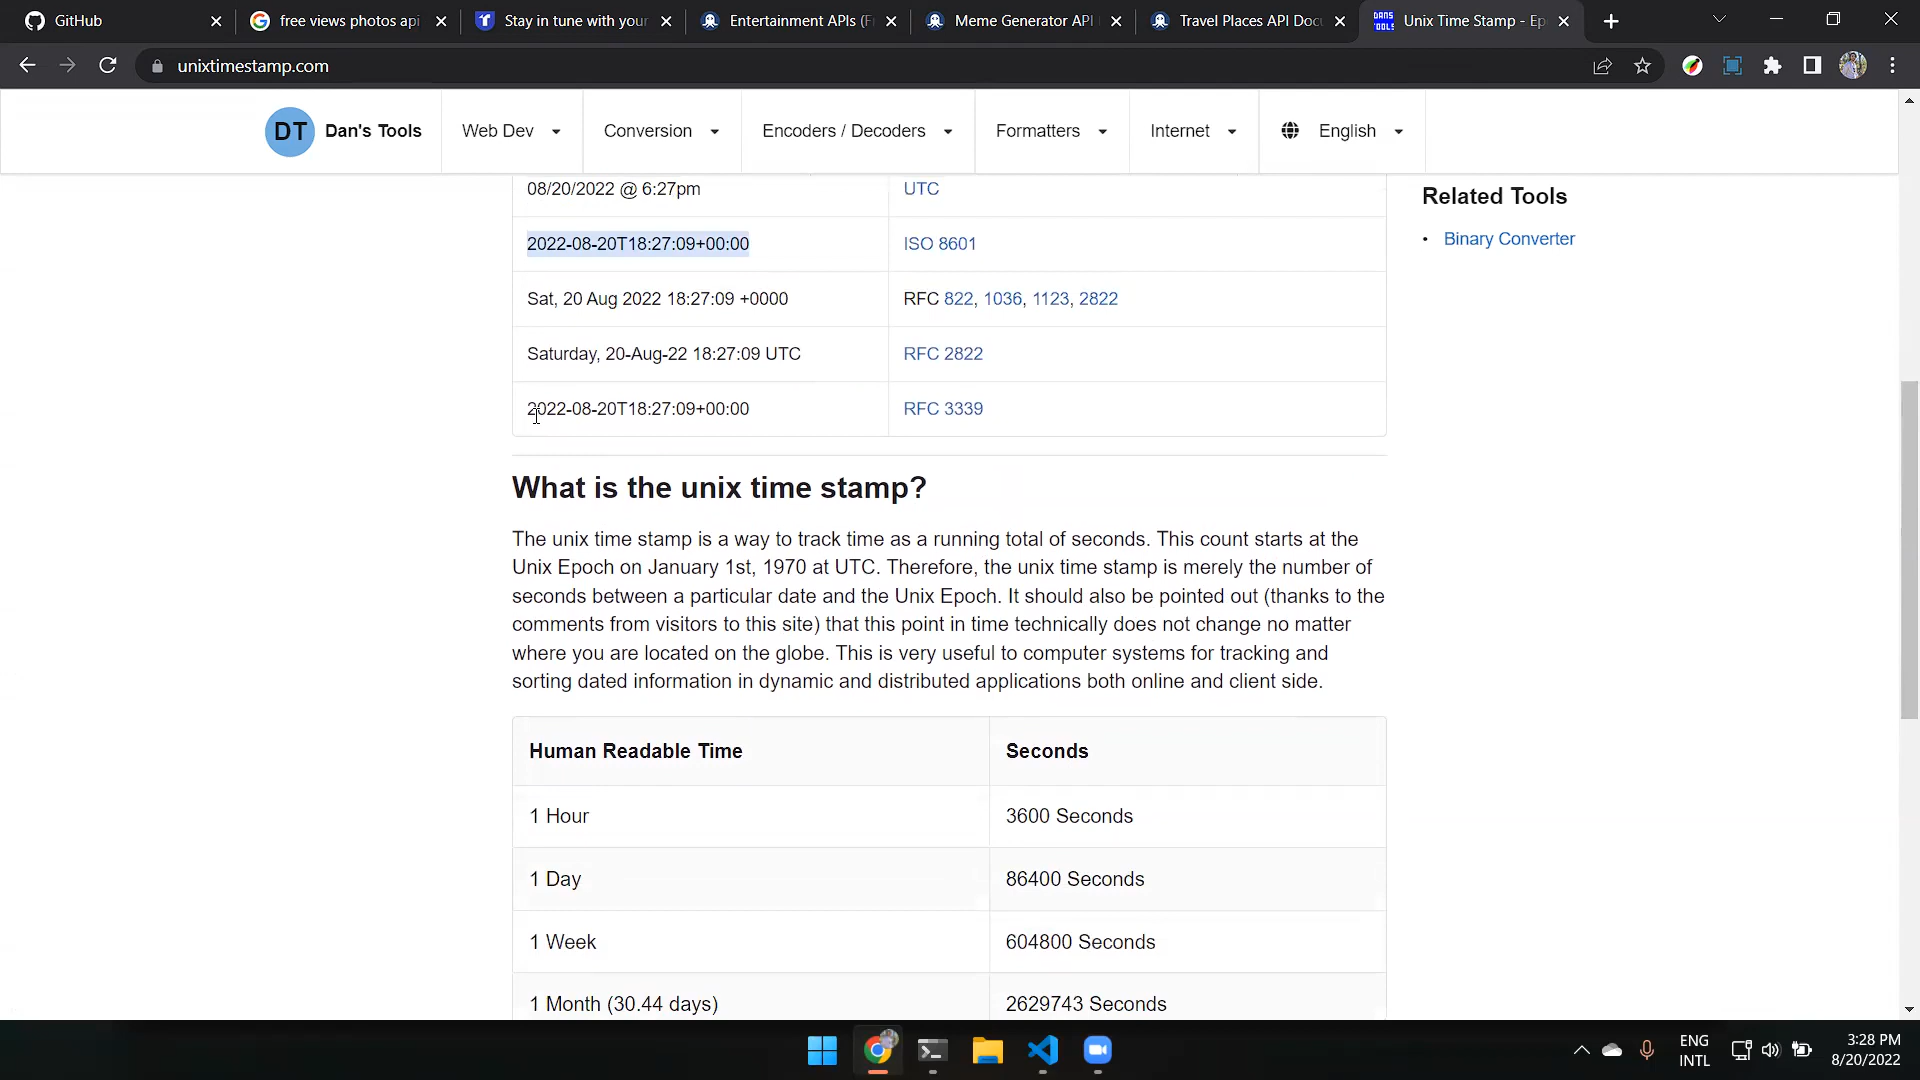 GitHub
free views photos api
Stay in tune with your
Entertainment APIs (F
Meme Generator API
Travel Places API Doc
DANS TOOLS
Unix Time Stamp - Ep
unixtimestamp.com
DT Dan's Tools
Web Dev
Conversion
Encoders / Decoders
Formatters
Internet
English
08/20/2022 @ 6:27pm UTC
2022-08-20T18:27:09+00:00 ISO 8601
Sat, 20 Aug 2022 18:27:09 +0000 RFC 822, 1036, 1123, 2822
Saturday, 20-Aug-22 18:27:09 UTC RFC 2822
2022-08-20T18:27:09+00:00 RFC 3339
Related Tools
• Binary Converter
What is the unix time stamp?
The unix time stamp is a way to track time as a running total of seconds. This count starts at the
Unix Epoch on January 1st, 1970 at UTC. Therefore, the unix time stamp is merely the number of
seconds between a particular date and the Unix Epoch. It should also be pointed out (thanks to the
comments from visitors to this site) that this point in time technically does not change no matter
where you are located on the globe. This is very useful to computer systems for tracking and
sorting dated information in dynamic and distributed applications both online and client side.
Human Readable Time Seconds
1 Hour 3600 Seconds
1 Day 86400 Seconds
1 Week 604800 Seconds
1 Month (30.44 days) 2629743 Seconds
ENG
INTL
3:28 PM
8/20/2022